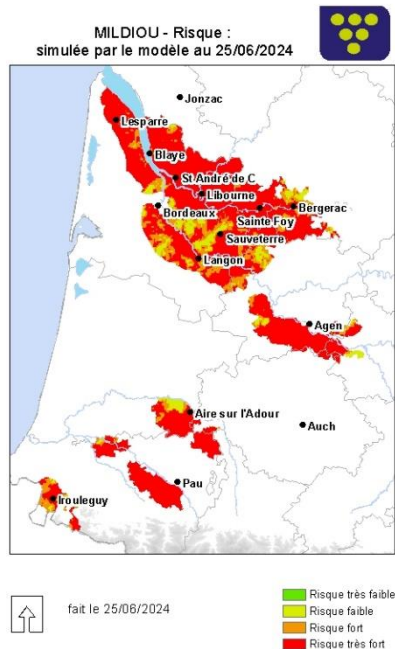 MILDIOU - Risque :
simulée par le modèle au 25/06/2024
Jonzac
Lesparre
Blaye
St André de C
Libourne
Bordeaux
Bergerac
Sainte Foy
Sauveterre
Langon
Agen
Aire sur l'Adour
Auch
Pau
Irouleguy
fait le 25/06/2024
Risque très faible
Risque faible
Risque fort
Risque très fort